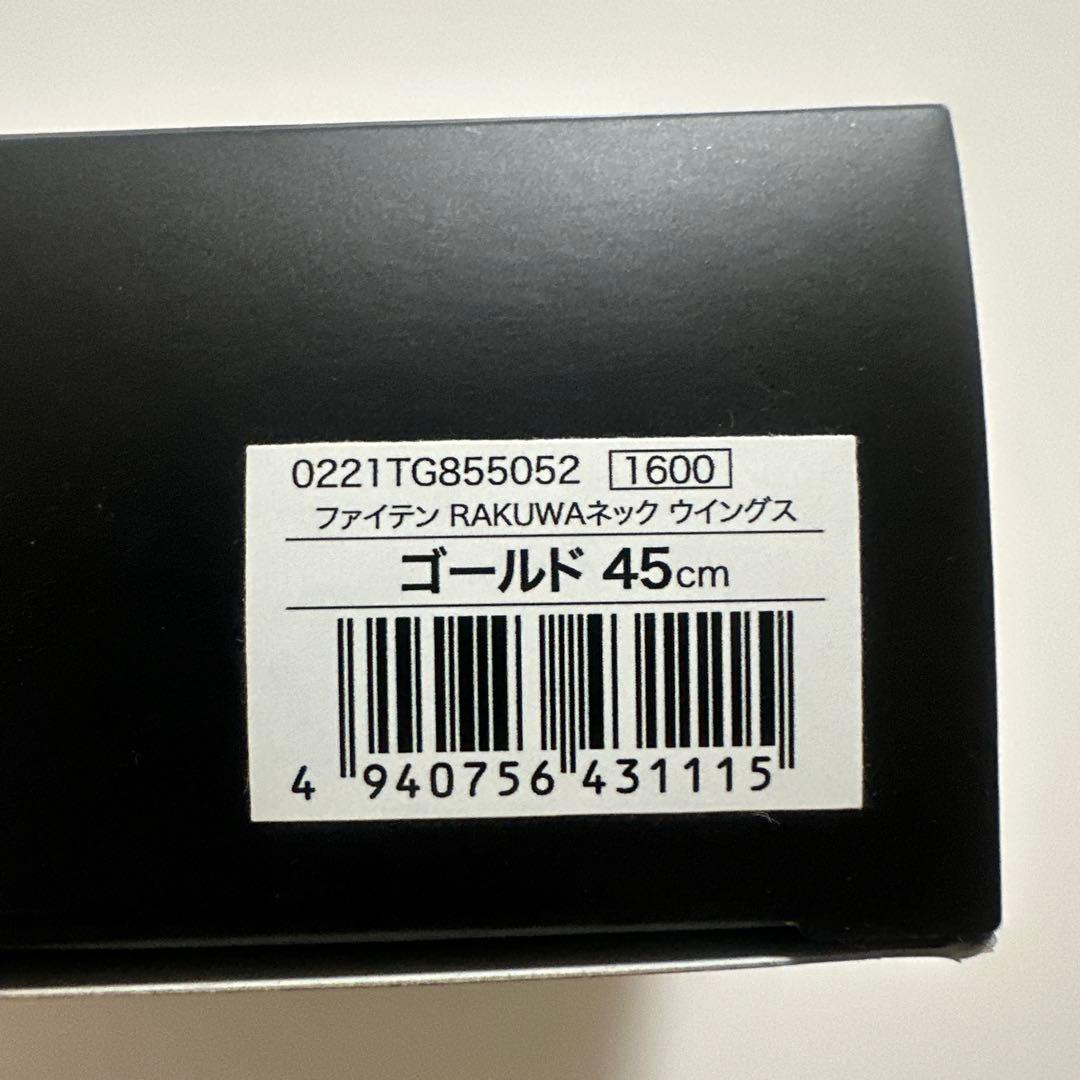 0221TG855052 1600
ファイテン RAKUWAネック ウイングス
ゴールド 45cm
4 940756 431115